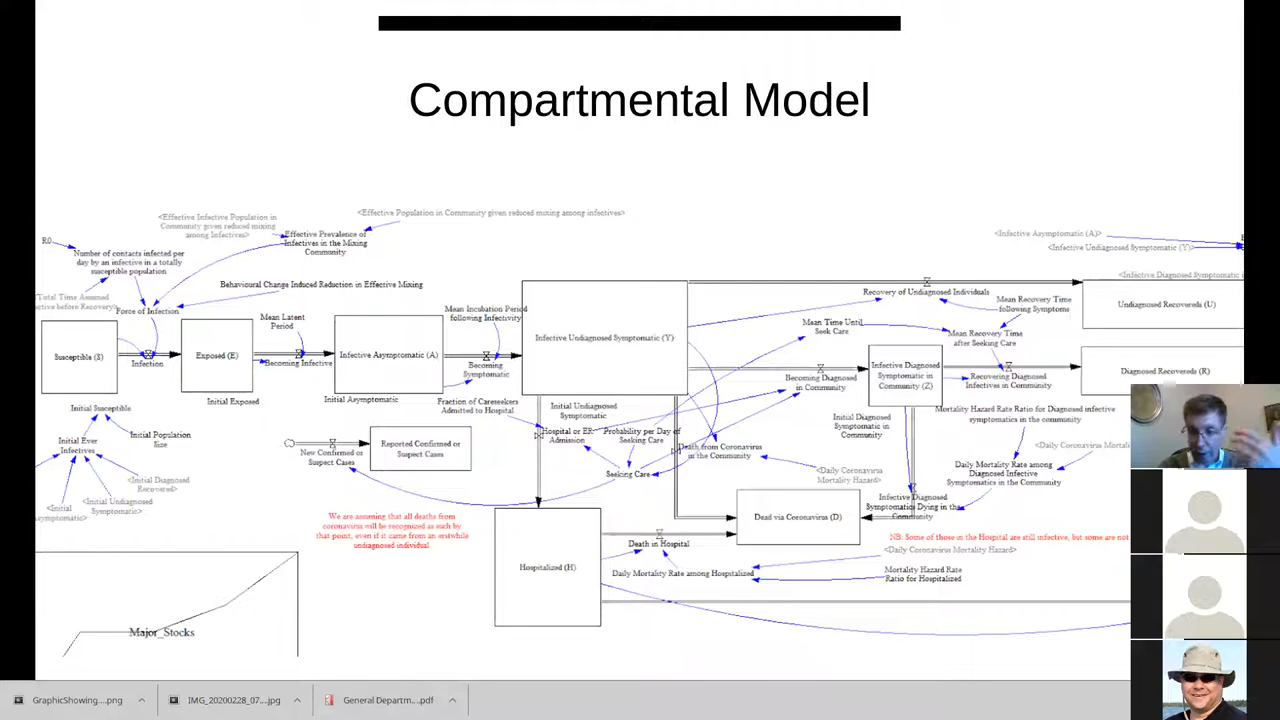 Compartmental Model
<Effective Infective Population in
Community given reduced mixing
among Infectives>
<Effective Population in Community given reduced mixing among infectives>
Effective Prevalence of
Infectives in the Mixing
Community
R0
Number of contacts infected per
day by an infective in a totally
susceptible population
Behavioural Change Induced Reduction in Effective Mixing
Total Time Assumed
ective before Recovery>
Force of Infection
Susceptible (S)
Infection
Exposed (E)
Mean Latent
Period
Becoming Infective
Infective Asymptomatic (A)
Mean Incubation Period
following Infectivity
Becoming
Symptomatic
Infective Undiagnosed Symptomatic (Y)
<Infective Asymptomatic (A)>
<Infective Undiagnosed Symptomatic (Y)>
<Infective Diagnosed Symptomatic i
Recovery of Undiagnosed Individuals
Mean Recovery Time
following Symptoms
Undiagnosed Recovereds (U)
Mean Time Until
Seek Care
Mean Recovery Time
after Seeking Care
Becoming Diagnosed
in Community
Infective Diagnosed
Symptomatic in
Community (Z)
Recovering Diagnosed
Infectives in Community
Diagnosed Recovereds (R)
Initial Susceptible
Initial Exposed
Initial Asymptomatic
Fraction of Careseekers
Admitted to Hospital
Initial Undiagnosed
Symptomatic
Initial Diagnosed
Symptomatic in
Community
Mortality Hazard Rate Ratio for Diagnosed infective
symptomatics in Community
Initial Ever
Infectives
Initial Population
Size
New Confirmed or
Suspect Cases
Reported Confirmed or
Suspect Cases
Hospital or ER
Admission
Probability per Day of
Seeking Care
Seeking Care
Death from Coronavirus
in the Community
<Daily Coronavirus
Mortality Hazard>
<Daily Coronavirus Mortali
Daily Mortality Rate among
Diagnosed Infective
Symptomatics in the Community
<Initial Diagnosed
Recovered>
<Initial Undiagnosed
Symptomatic>
<Initial
symptomatic>
We are assuming that all deaths from
coronavirus will be recognized as such by
that point, even if it came from an erstwhile
undiagnosed individual.
Dead via Coronavirus (D)
Infective Diagnosed
Symptomatics Dying in the
Community
NB: Some of those in the Hospital are still infective, but some are not
Hospitalized (H)
Death in Hospital
Daily Mortality Rate among Hospitalized
<Daily Coronavirus Mortality Hazard>
Mortality Hazard Rate
Ratio for Hospitalized
Major_Stocks
GraphicShowing....png
IMG_20200228_07....jpg
General Departm....pdf